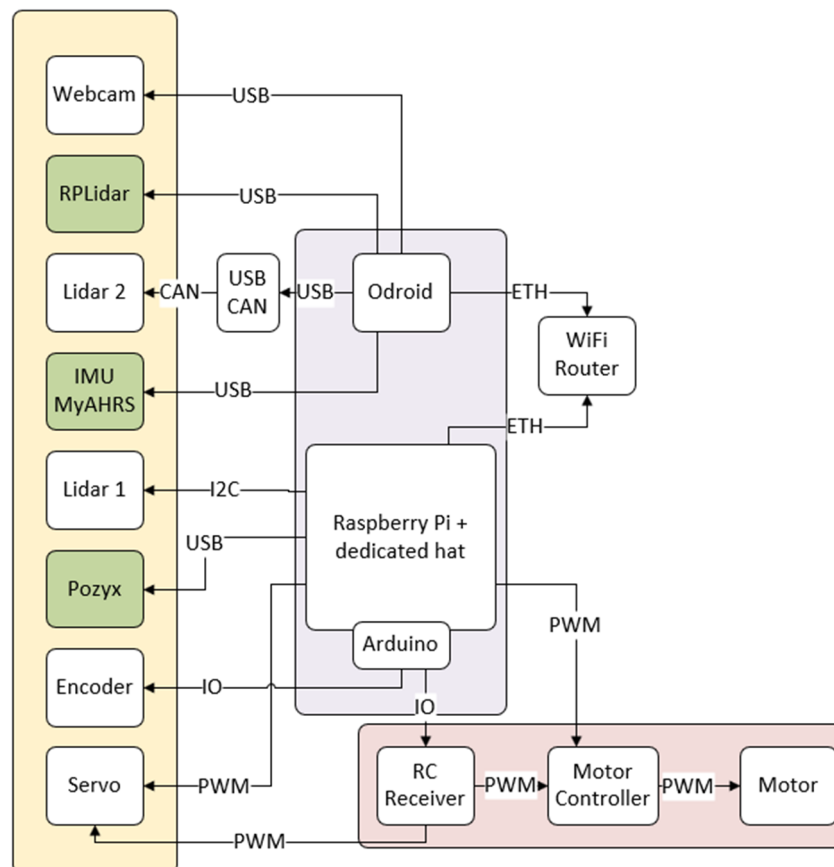 Webcam
USB
RPLidar
USB
Lidar 2
CAN
USB
CAN
USB
Odroid
ETH
WiFi
Router
IMU
MyAHRS
USB
ETH
Lidar 1
I2C
Raspberry Pi +
dedicated hat
USB
Pozyx
PWM
Arduino
Encoder
IO
IO
Servo
PWM
RC
Receiver
PWM
Motor
Controller
PWM
Motor
PWM